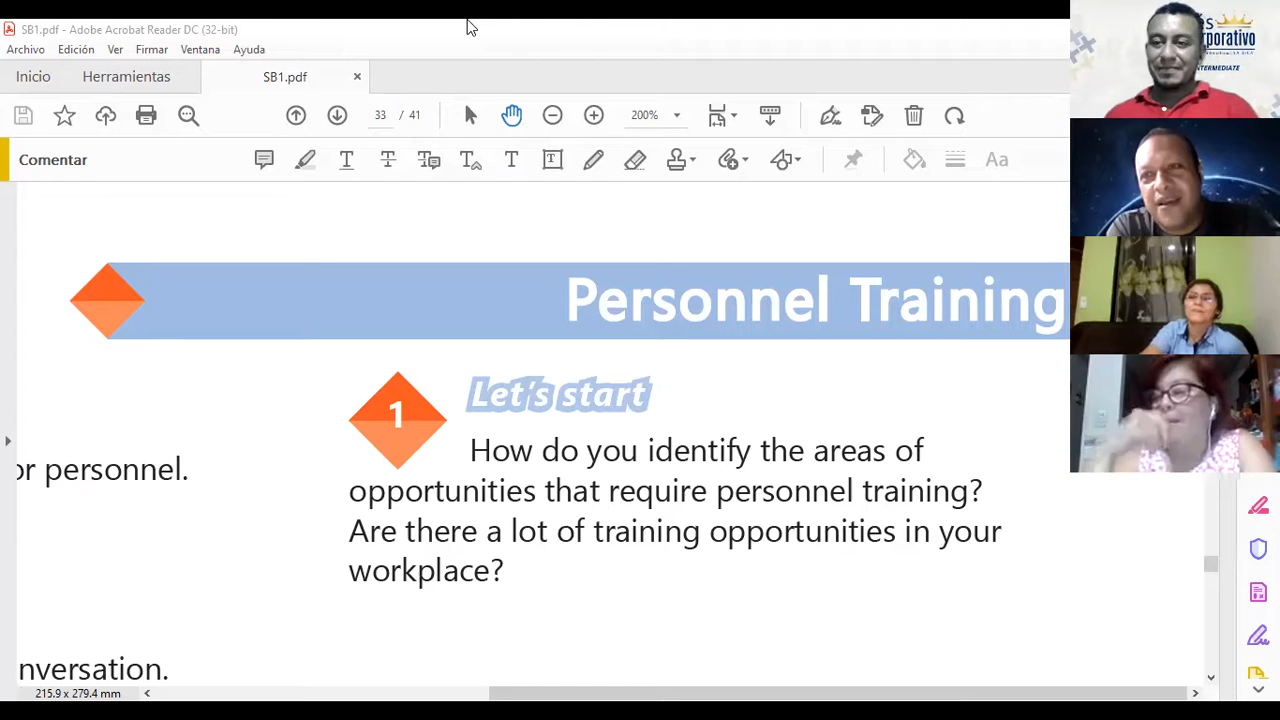 SB1.pdf - Adobe Acrobat Reader DC (32-bit)
Archivo Edición Ver Firmar Ventana Ayuda
Inicio Herramientas SB1.pdf
33 / 41 200%
Comentar
Aa
Personnel Training
1
Let's start
How do you identify the areas of
opportunities that require personnel training?
Are there a lot of training opportunities in your
workplace?
or personnel.
nversation.
215.9 x 279.4 mm
és
rporativo
INTERMEDIATE